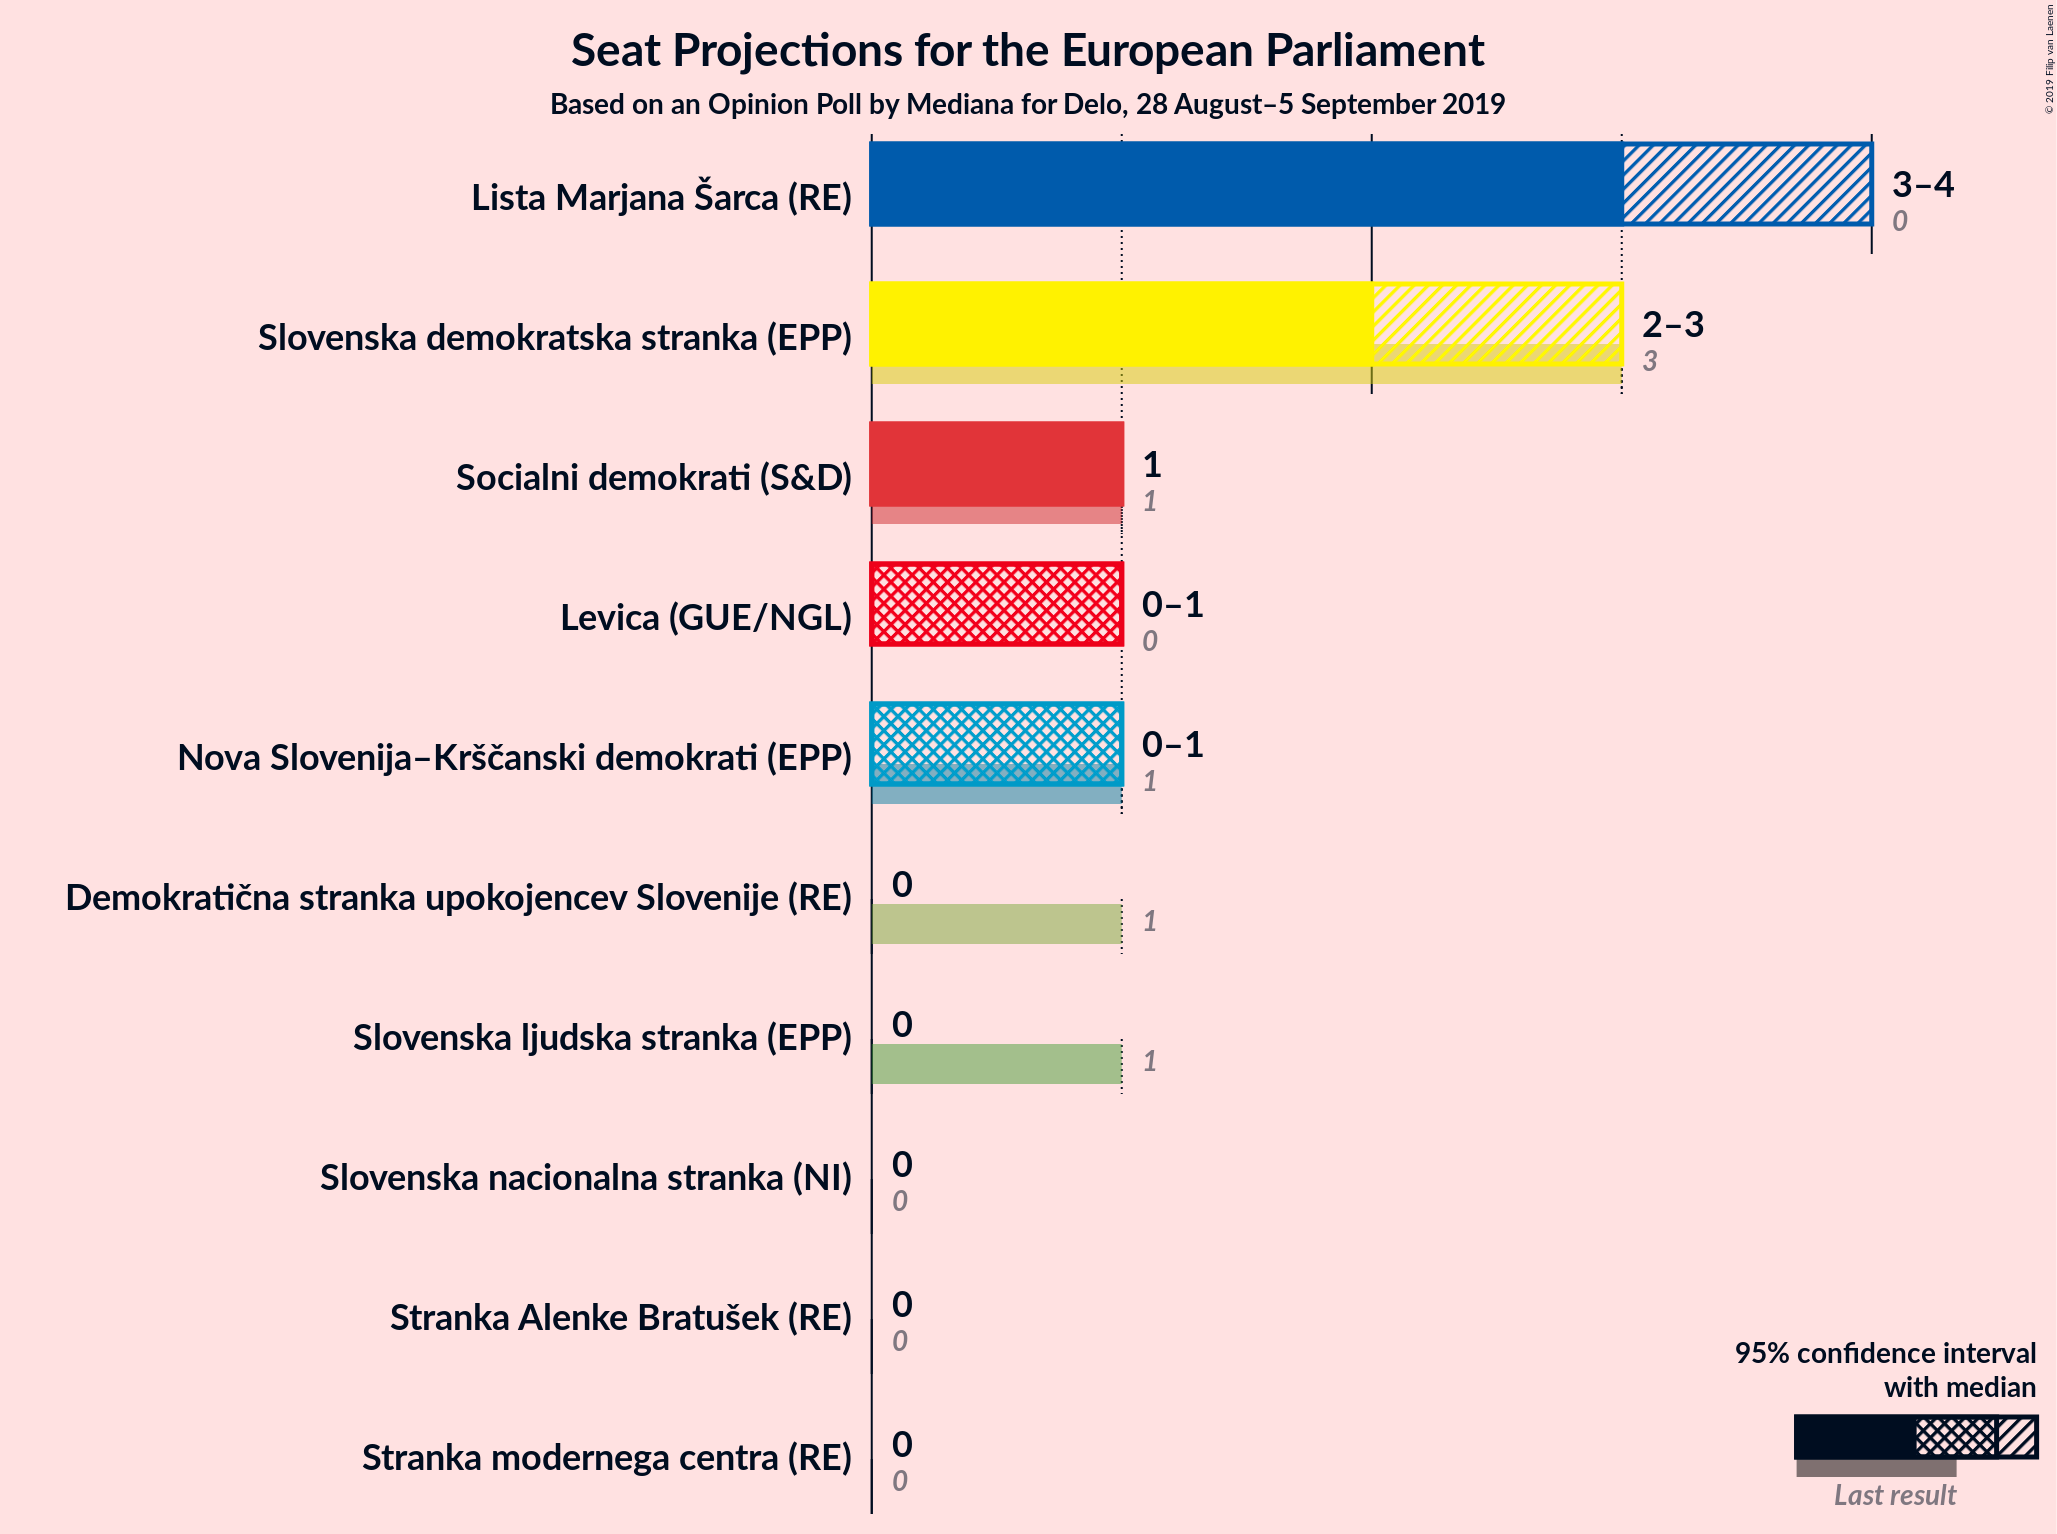 Seat Projections for the European Parliament
Based on an Opinion Poll by Mediana for Delo, 28 August–5 September 2019
© 2019 Filip van Laenen
Lista Marjana Šarca (RE)
3–4
0
Slovenska demokratska stranka (EPP)
2–3
3
Socialni demokrati (S&D)
1
1
Levica (GUE/NGL)
0–1
0
Nova Slovenija–Krščanski demokrati (EPP)
0–1
1
Demokratična stranka upokojencev Slovenije (RE)
0
1
Slovenska ljudska stranka (EPP)
0
1
Slovenska nacionalna stranka (NI)
0
0
Stranka Alenke Bratušek (RE)
0
0
Stranka modernega centra (RE)
0
0
95% confidence interval
with median
Last result